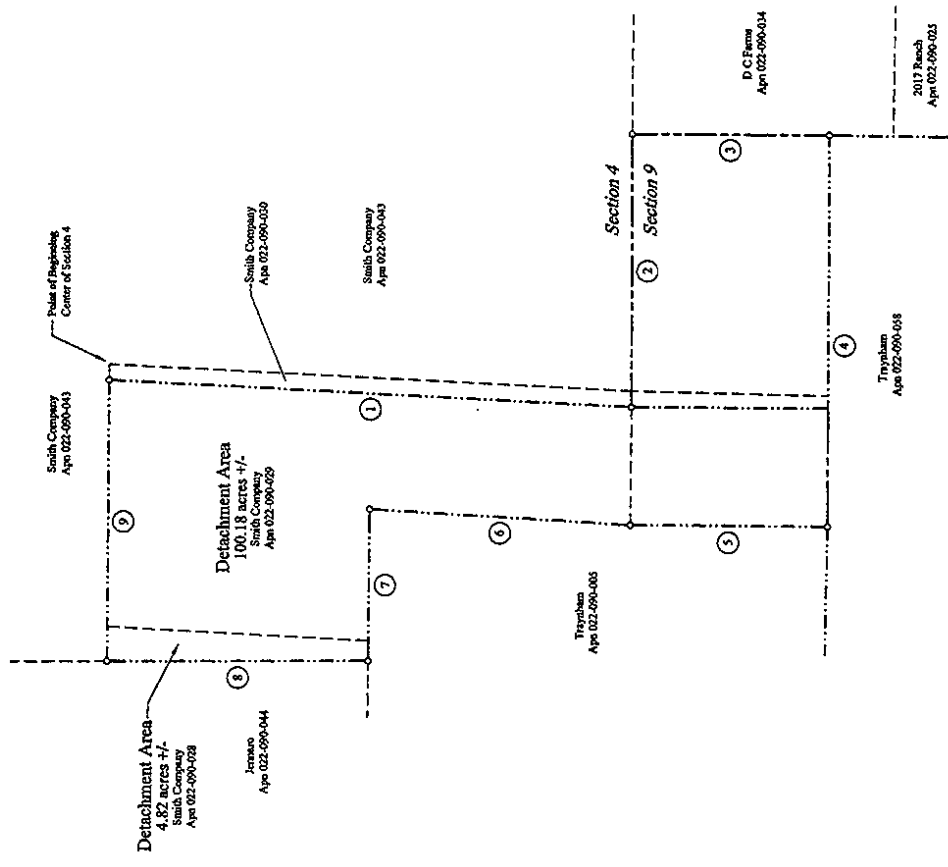 Point of Beginning
Center of Section 4
Smith Company
Apn 022-090-043
Smith Company
Apn 022-090-030
Smith Company
Apn 022-090-043
D C Farms
Apn 022-090-034
2017 Ranch
Apn 022-090-025
Section 4
Section 9
Detachment Area
100.18 acres +/-
Smith Company
Apn 022-090-029
Detachment Area
4.82 acres +/-
Smith Company
Apn 022-090-028
Jennaro
Apn 022-090-044
Traynham
Apn 022-090-005
Traynham
Apn 022-090-058
1
2
3
4
5
6
7
8
9